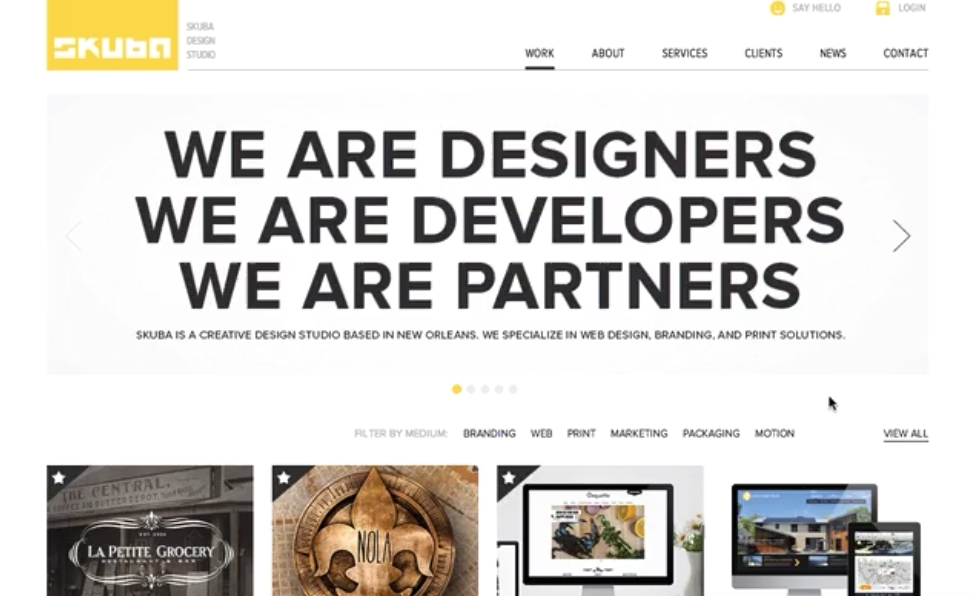 SAY HELLO
LOGIN
SKUBA
SKUBA
DESIGN
STUDIO
WORK
ABOUT
SERVICES
CLIENTS
NEWS
CONTACT
WE ARE DESIGNERS
WE ARE DEVELOPERS
WE ARE PARTNERS
SKUBA IS A CREATIVE DESIGN STUDIO BASED IN NEW ORLEANS. WE SPECIALIZE IN WEB DESIGN, BRANDING, AND PRINT SOLUTIONS.
FILTER BY MEDIUM:
BRANDING
WEB
PRINT
MARKETING
PACKAGING
MOTION
VIEW ALL
THE CENTRAL,
LA PETITE GROCERY
RESTAURANT & BAR
NOLA